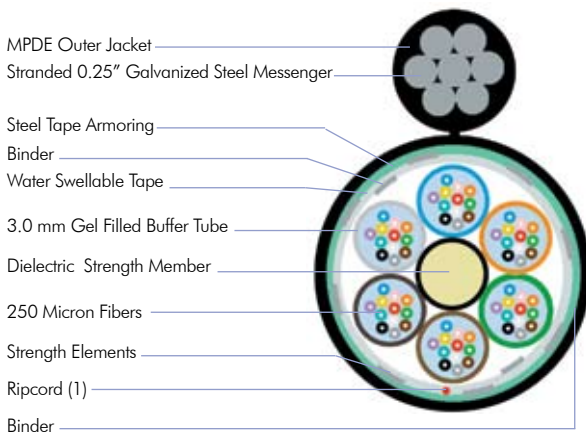 MPDE Outer Jacket
Stranded 0.25” Galvanized Steel Messenger
Steel Tape Armoring
Binder
Water Swellable Tape
3.0 mm Gel Filled Buffer Tube
Dielectric Strength Member
250 Micron Fibers
Strength Elements
Ripcord (1)
Binder